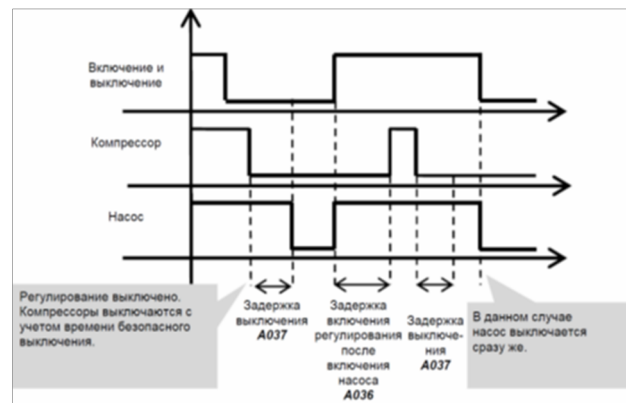 Включение и
выключение
Компрессор
Насос
Регулирование выключено.
Компрессоры выключаются с
учетом времени безопасного
выключения.
Задержка
выключения
A037
Задержка
включения
регулирования
после
включения
насоса
A036
Задержка
выключе-
ния
A037
В данном случае
насос выключается
сразу же.